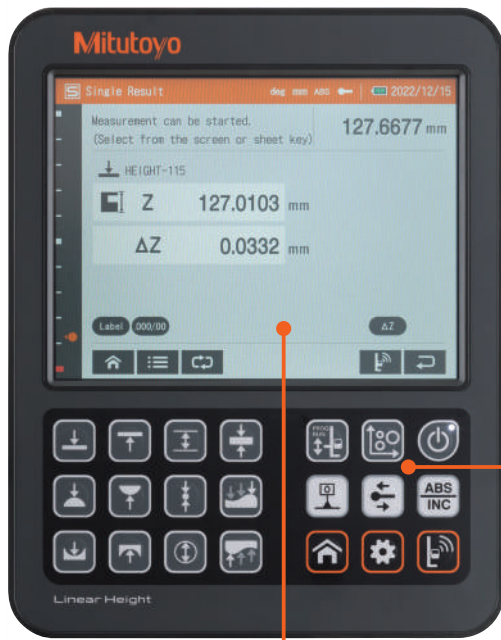 Mitutoyo
S Single Result deg mm ABS 2022/12/15
Measurement can be started.
(Select from the screen or sheet key)
127.6677 mm
HEIGHT-115
Z 127.0103 mm
ΔZ 0.0332 mm
Label .000/00 ΔZ
PROG
RUN
ABS
INC
Linear Height